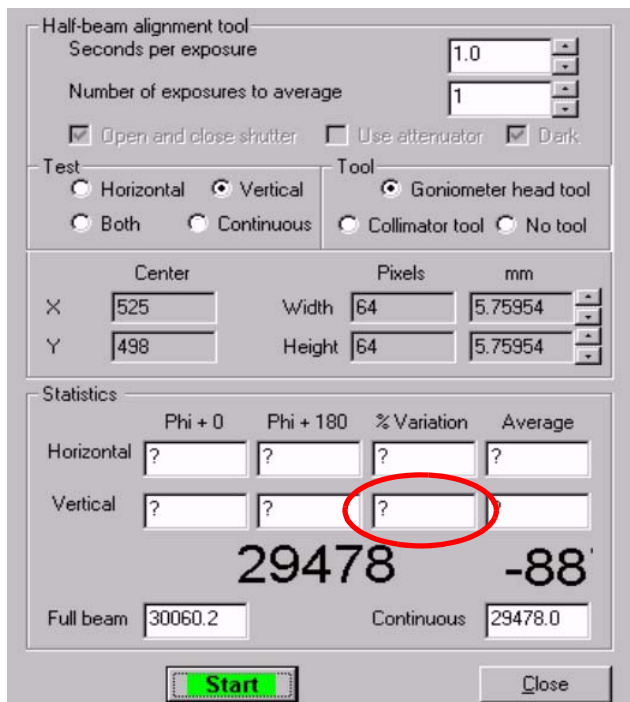 Half-beam alignment tool
Seconds per exposure 1.0
Number of exposures to average 1
Open and close shutter Use attenuator Dark
Test Tool
Horizontal Vertical Goniometer head tool
Both Continuous Collimator tool No tool
Center Pixels mm
X 525 Width 64 5.75954
Y 498 Height 64 5.75954
Statistics
Phi + 0 Phi + 180 % Variation Average
Horizontal ? ? ? ?
Vertical ? ? ? ?
29478 -88
Full beam 30060.2 Continuous 29478.0
Start Close